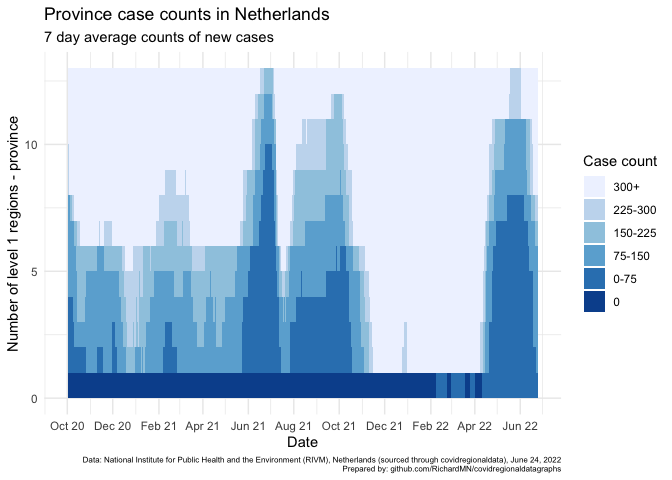 Province case counts in Netherlands
7 day average counts of new cases
Number of level 1 regions - province
10
5
0
Oct 20 Dec 20 Feb 21 Apr 21 Jun 21 Aug 21 Oct 21 Dec 21 Feb 22 Apr 22 Jun 22
Date
Case count
300+
225-300
150-225
75-150
0-75
0
Data: National Institute for Public Health and the Environment (RIVM), Netherlands (sourced through covidregionaldata), June 24, 2022
Prepared by: github.com/RichardMN/covidregionaldatagraphs